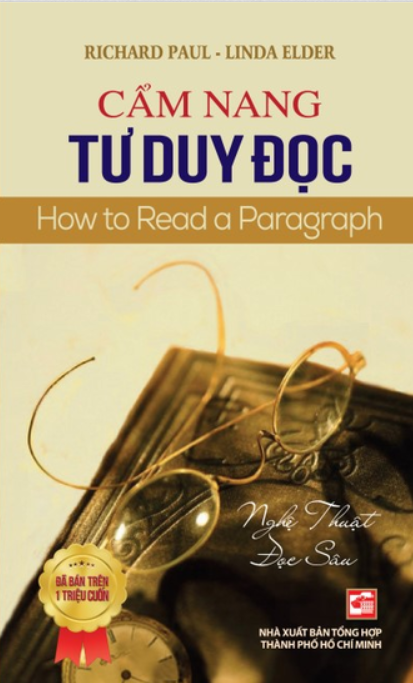 RICHARD PAUL - LINDA ELDER
CẨM NANG
TƯ DUY ĐỌC
How to Read a Paragraph
Nghệ Thuật
Đọc Sâu
ĐÃ BÁN TRÊN
1 TRIỆU CUỐN
NHÀ XUẤT BẢN TỔNG HỢP
THÀNH PHỐ HỒ CHÍ MINH